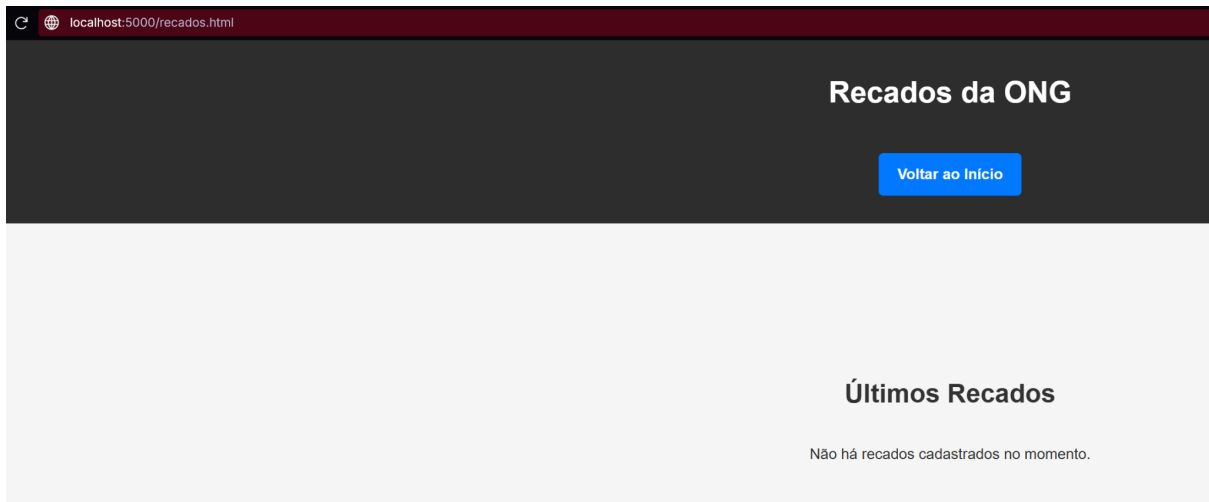 localhost:5000/recados.html
Recados da ONG
Voltar ao Início
Últimos Recados
Não há recados cadastrados no momento.